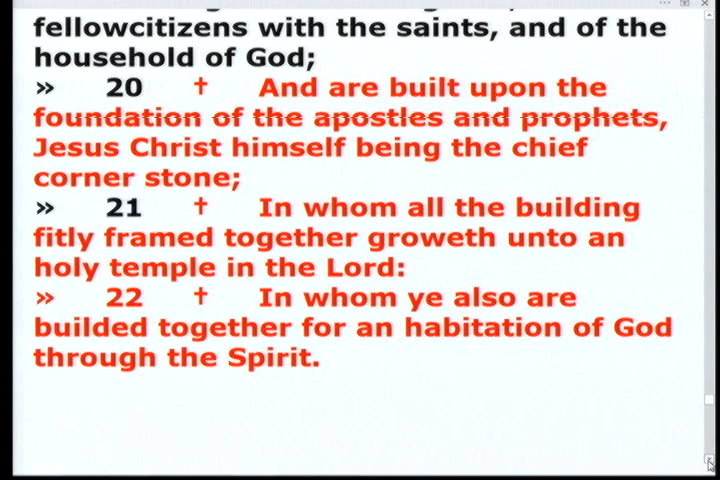 fellowcitizens with the saints, and of the
household of God;
» 20 † And are built upon the
foundation of the apostles and prophets,
Jesus Christ himself being the chief
corner stone;
» 21 † In whom all the building
fitly framed together groweth unto an
holy temple in the Lord:
» 22 † In whom ye also are
builded together for an habitation of God
through the Spirit.